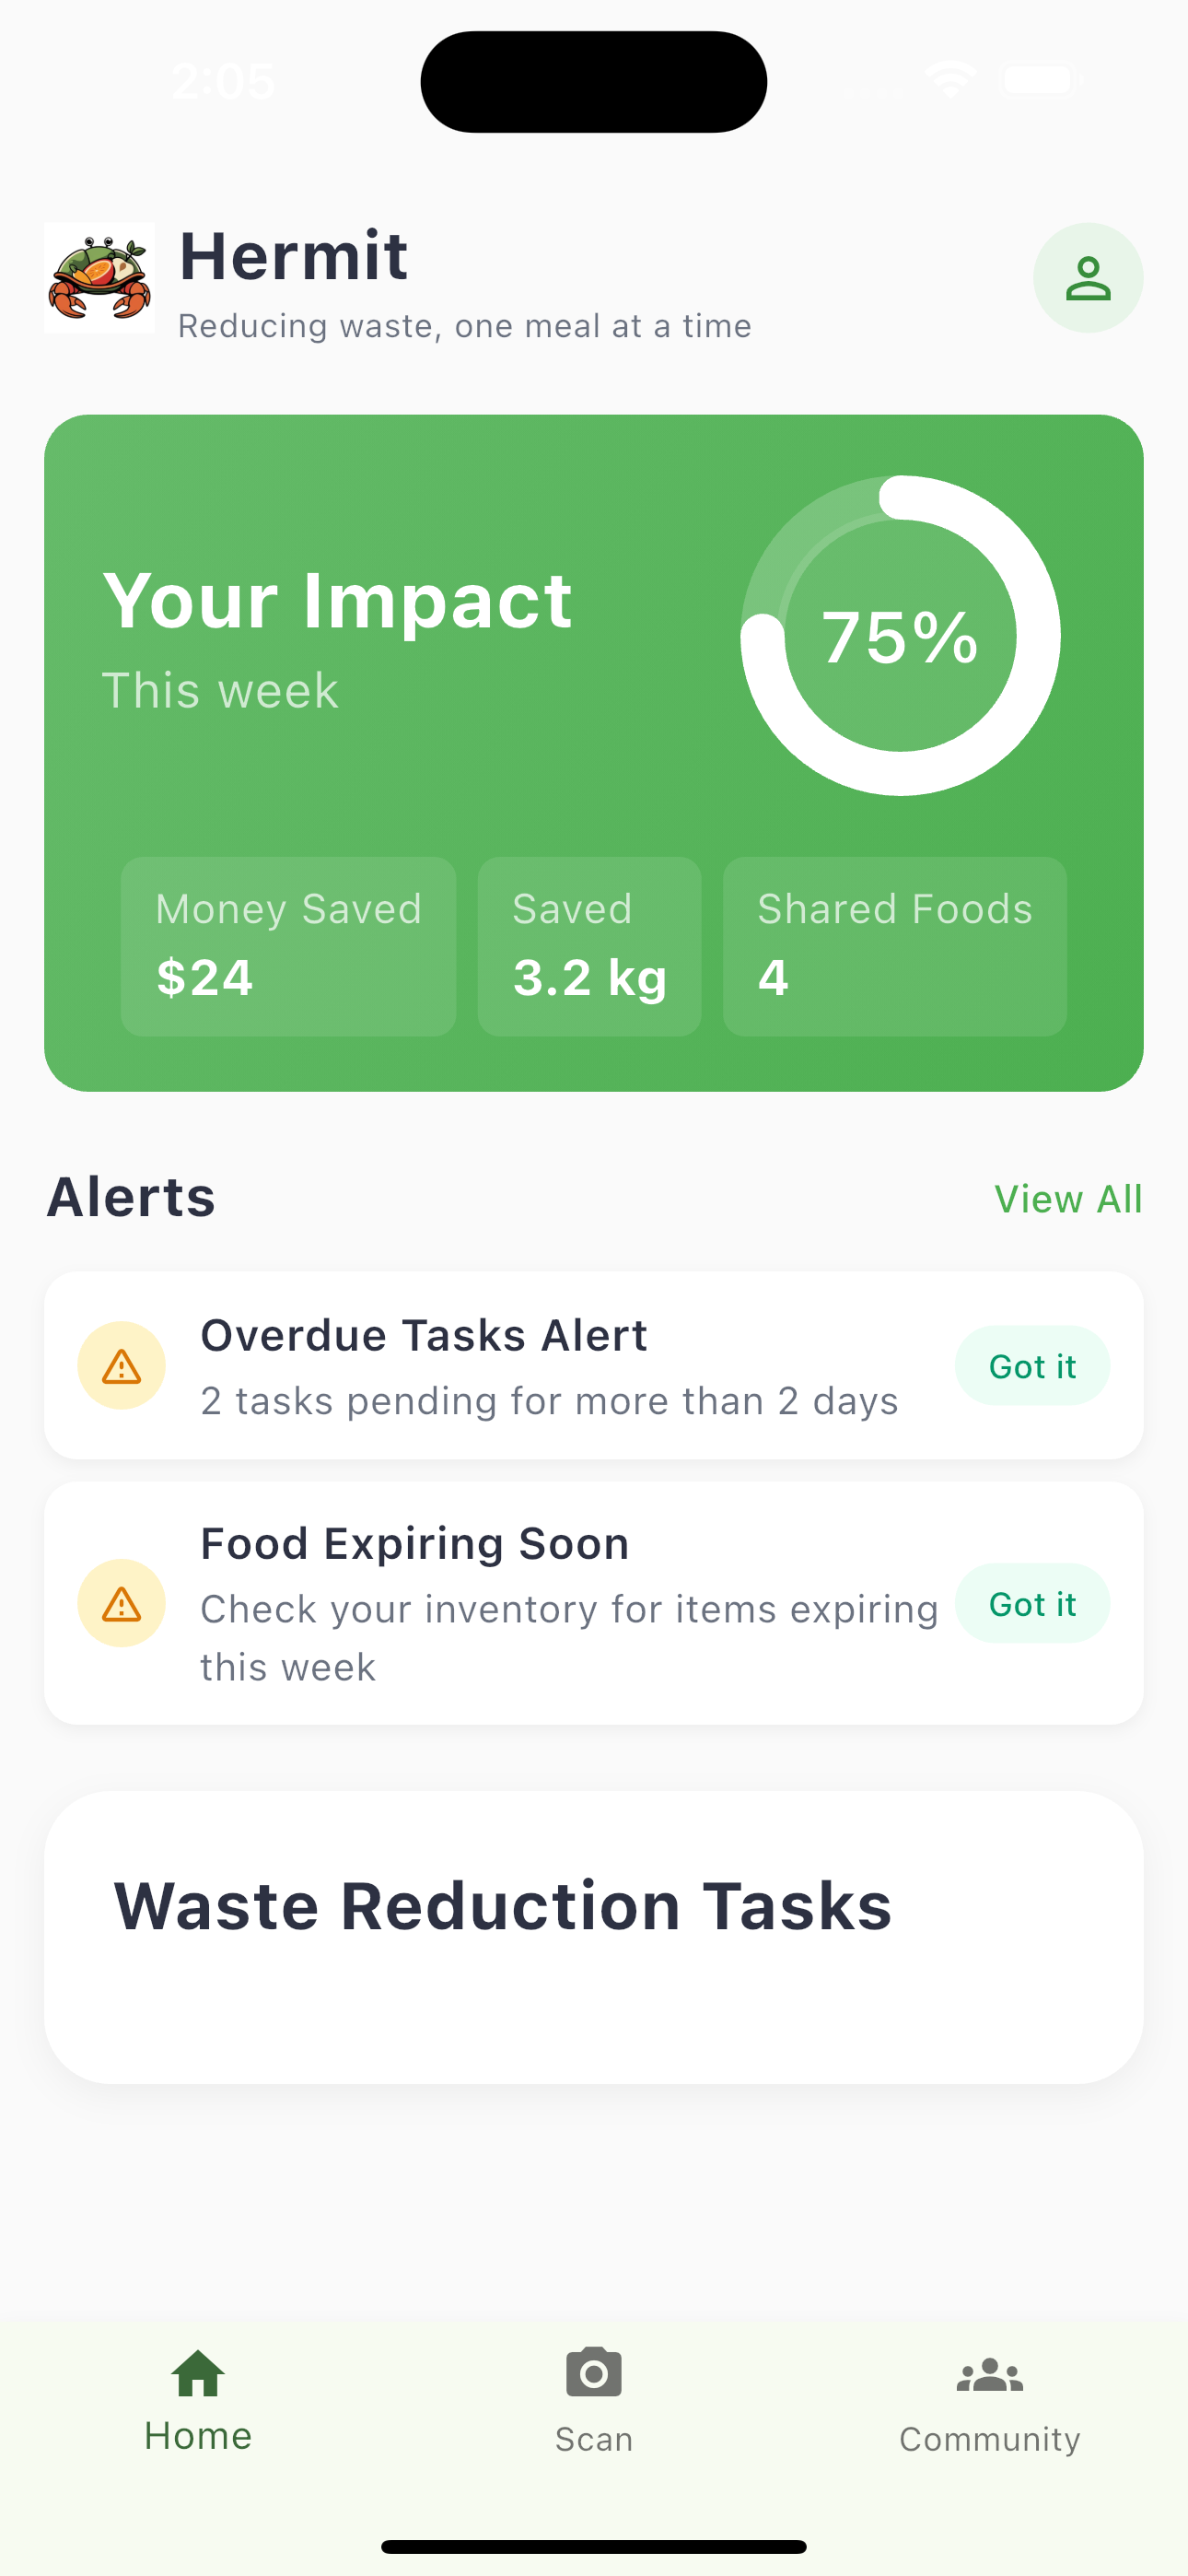 2:05
Hermit
Reducing waste, one meal at a time
Your Impact
This week
75%
Money Saved
$24
Saved
3.2 kg
Shared Foods
4
Alerts
View All
Overdue Tasks Alert
2 tasks pending for more than 2 days
Got it
Food Expiring Soon
Check your inventory for items expiring
this week
Got it
Waste Reduction Tasks
Home
Scan
Community